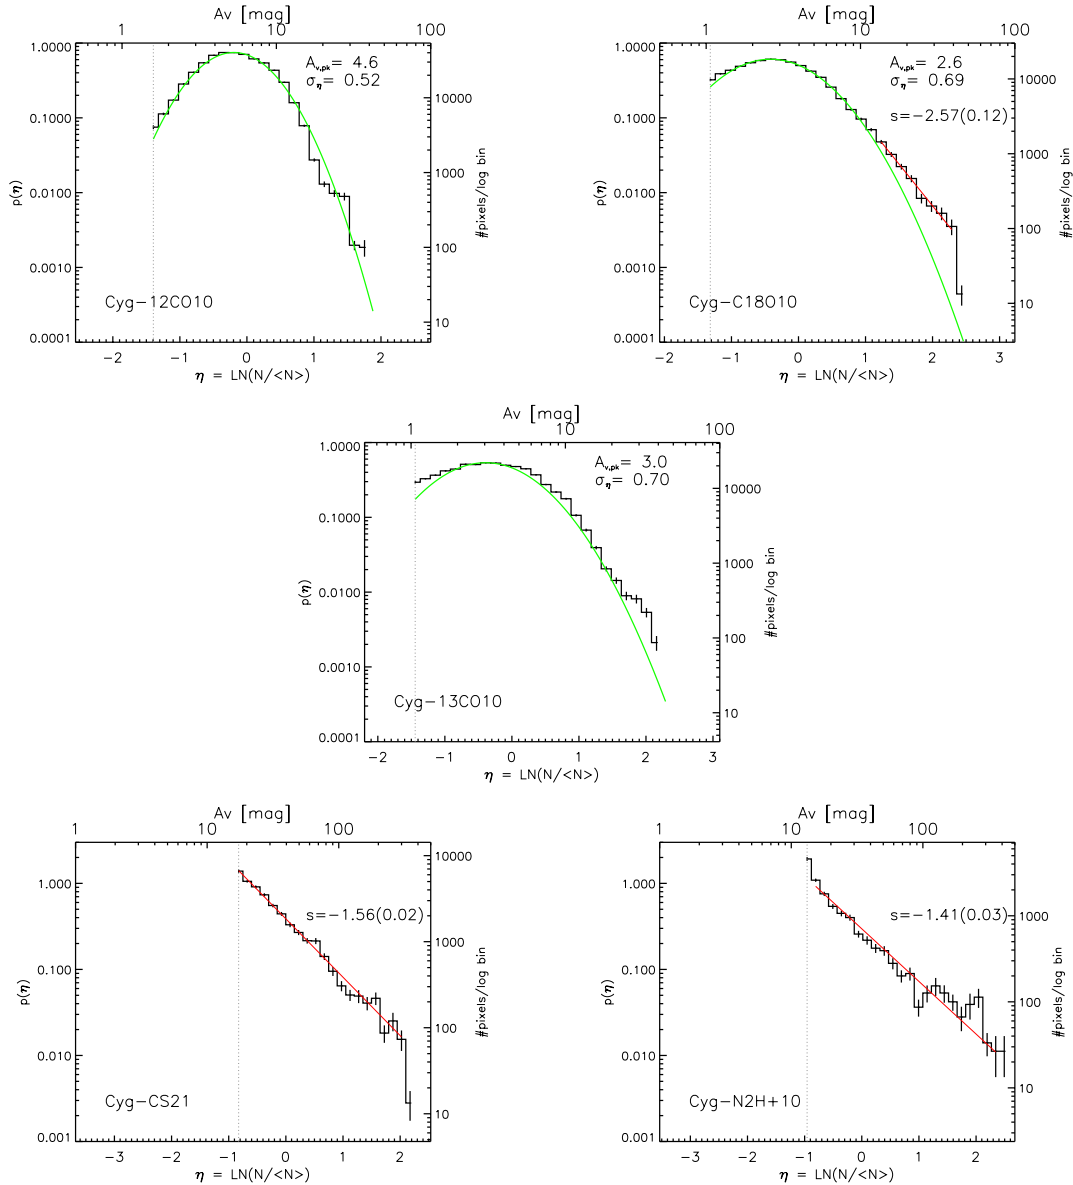 Av [mag]
1 10 100
1.0000
0.1000
0.0100
0.0010
0.0001
p(η)
Av,pk= 4.6
ση= 0.52
10000
1000
100
10
#pixels/log bin
Cyg-12CO10
-2 -1 0 1 2
η = LN(N/<N>)
Av [mag]
1 10 100
1.0000
0.1000
0.0100
0.0010
0.0001
p(η)
Av,pk= 2.6
ση= 0.69
s=-2.57(0.12)
10000
1000
100
10
#pixels/log bin
Cyg-C18O10
-2 -1 0 1 2 3
η = LN(N/<N>)
Av [mag]
1 10 100
1.0000
0.1000
0.0100
0.0010
0.0001
p(η)
Av,pk= 3.0
ση= 0.70
10000
1000
100
10
#pixels/log bin
Cyg-13CO10
-2 -1 0 1 2 3
η = LN(N/<N>)
Av [mag]
1 10 100
1.000
0.100
0.010
0.001
p(η)
s=-1.56(0.02)
10000
1000
100
10
#pixels/log bin
Cyg-CS21
-3 -2 -1 0 1 2
η = LN(N/<N>)
Av [mag]
1 10 100
1.000
0.100
0.010
0.001
p(η)
s=-1.41(0.03)
1000
100
10
#pixels/log bin
Cyg-N2H+10
-3 -2 -1 0 1 2
η = LN(N/<N>)